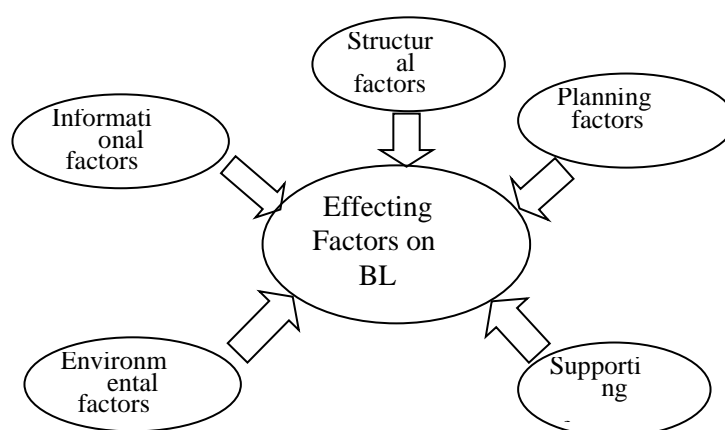 Structur
al
factors
Planning
factors
Informati
onal
factors
Effecting
Factors on
BL
Environm
ental
factors
Supporti
ng